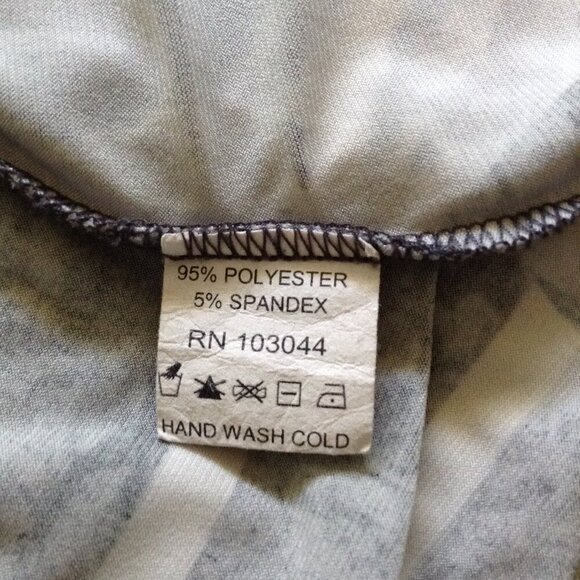 95% POLYESTER
5% SPANDEX
RN 103044
HAND WASH COLD